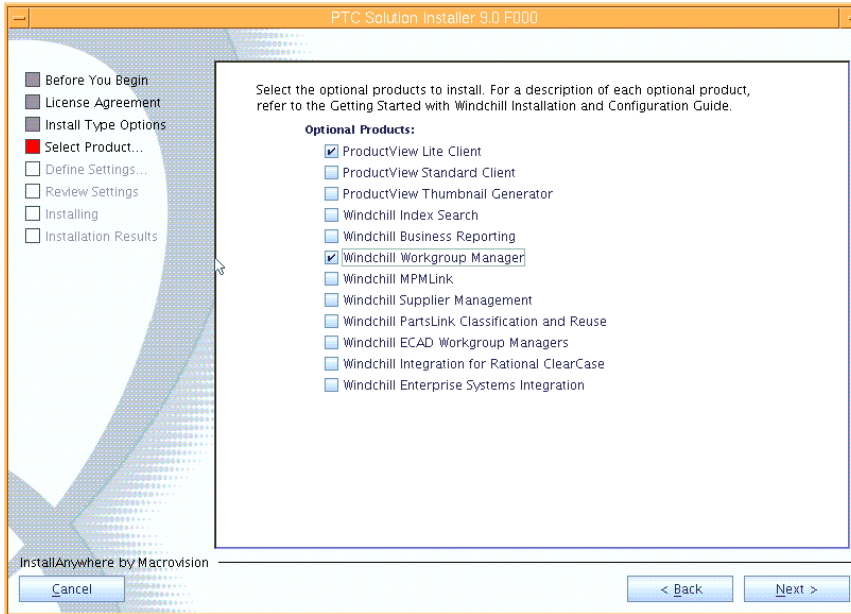 PTC Solution Installer 9.0 F000
Before You Begin
License Agreement
Install Type Options
Select Product...
Define Settings...
Review Settings
Installing
Installation Results
Select the optional products to install. For a description of each optional product,
refer to the Getting Started with Windchill Installation and Configuration Guide.
Optional Products:
ProductView Lite Client
ProductView Standard Client
ProductView Thumbnail Generator
Windchill Index Search
Windchill Business Reporting
Windchill Workgroup Manager
Windchill MPMLink
Windchill Supplier Management
Windchill PartsLink Classification and Reuse
Windchill ECAD Workgroup Managers
Windchill Integration for Rational ClearCase
Windchill Enterprise Systems Integration
InstallAnywhere by Macrovision
Cancel
< Back
Next >